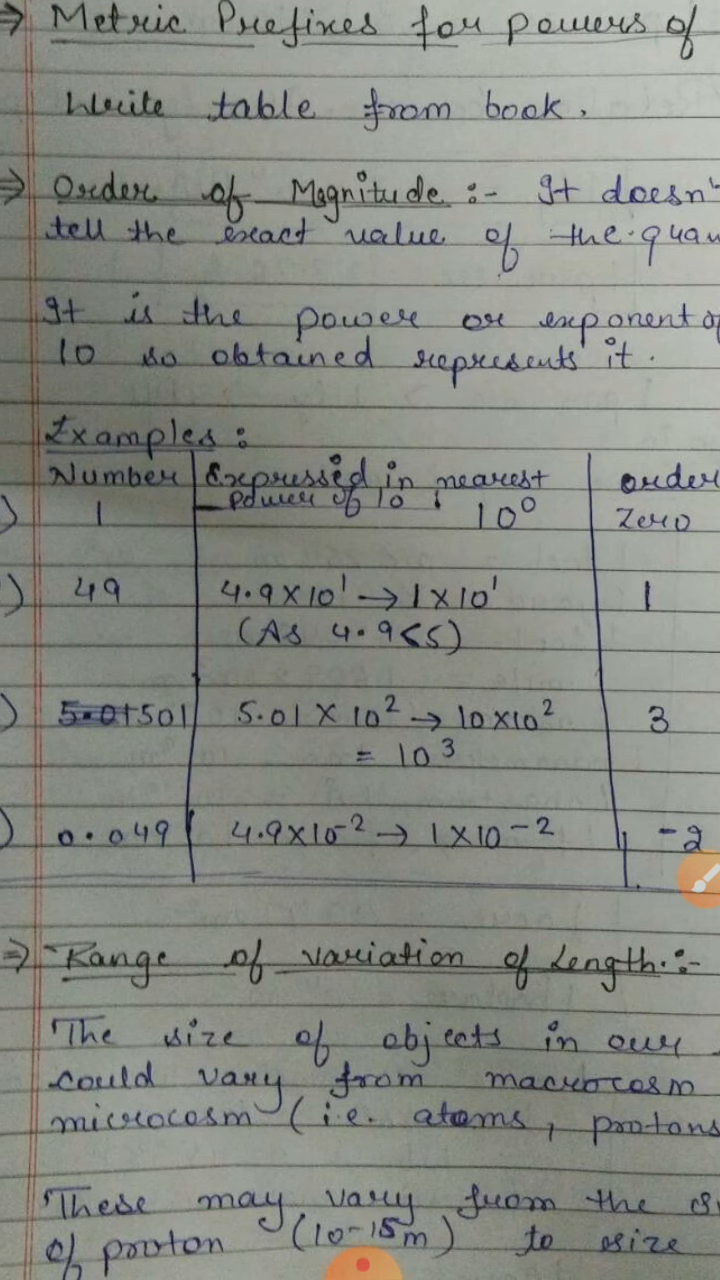 ⇒ Metric Prefixes for powers of
Write table from book.
⇒ Order of Magnitude :- It doesn'
tell the exact value of the quan
It is the power or exponent of
10 so obtained represents it.
Examples :
Number Expressed in nearest power of 10 order
) 1 10⁰ Zero
) 49 4.9×10¹ → 1×10¹ 1
(As 4.9<5)
) 501 5.01 × 10² → 10×10² 3
= 10³
) 0.049 4.9×10-² → 1×10-² -2
⇒ Range of variation of Length :-
The size of objects in our
could vary from macrocosm
microcosm (i.e. atoms, protons
These may vary from the si
of proton (10-15m) to size